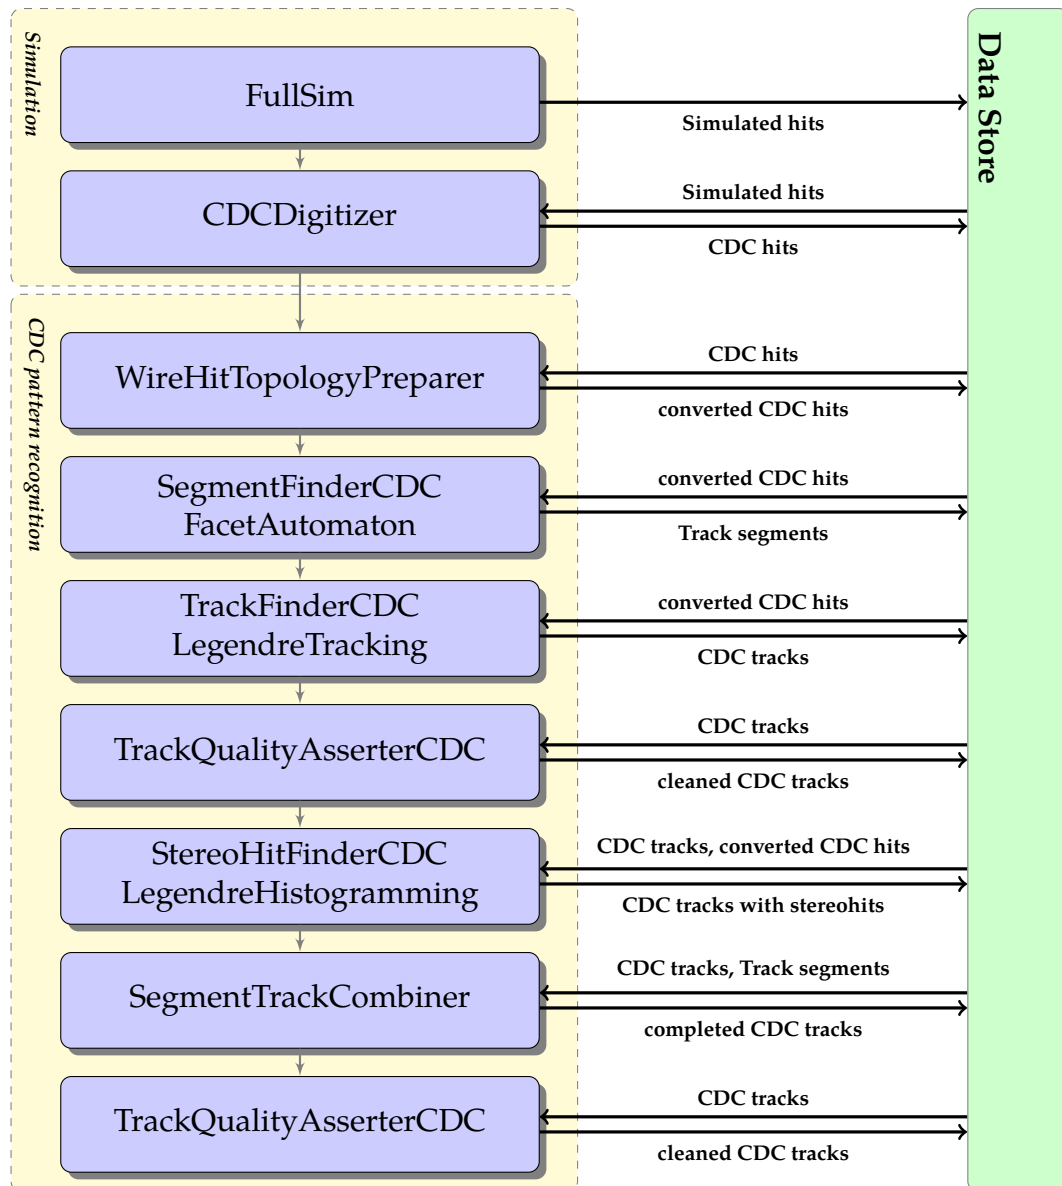 Simulation
FullSim
Simulated hits
Data Store
CDCDigitizer
Simulated hits
CDC hits
CDC pattern recognition
WireHitTopologyPreparer
CDC hits
converted CDC hits
SegmentFinderCDC
FacetAutomaton
converted CDC hits
Track segments
TrackFinderCDC
LegendreTracking
converted CDC hits
CDC tracks
TrackQualityAsserterCDC
CDC tracks
cleaned CDC tracks
StereoHitFinderCDC
LegendreHistogramming
CDC tracks, converted CDC hits
CDC tracks with stereohits
SegmentTrackCombiner
CDC tracks, Track segments
completed CDC tracks
TrackQualityAsserterCDC
CDC tracks
cleaned CDC tracks